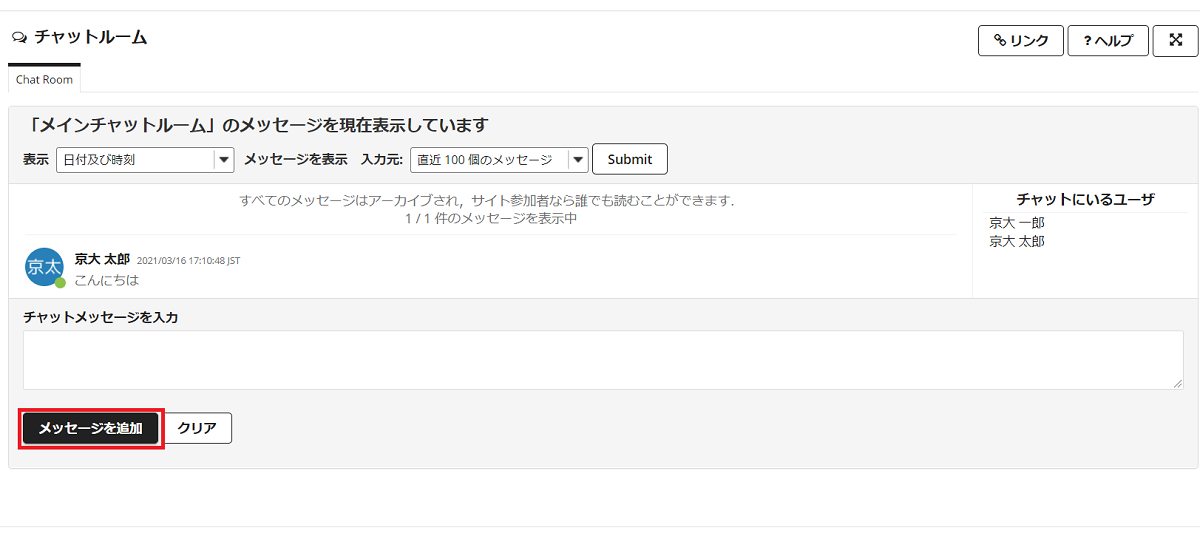 チャットルーム
リンク
? ヘルプ
Chat Room
「メインチャットルーム」のメッセージを現在表示しています
表示 日付及び時刻 メッセージを表示 入力元: 直近 100 個のメッセージ Submit
すべてのメッセージはアーカイブされ，サイト参加者なら誰でも読むことができます．
1 / 1 件のメッセージを表示中
京太
京大 太郎 2021/03/16 17:10:48 JST
こんにちは
チャットにいるユーザ
京大 一郎
京大 太郎
チャットメッセージを入力
メッセージを追加 クリア